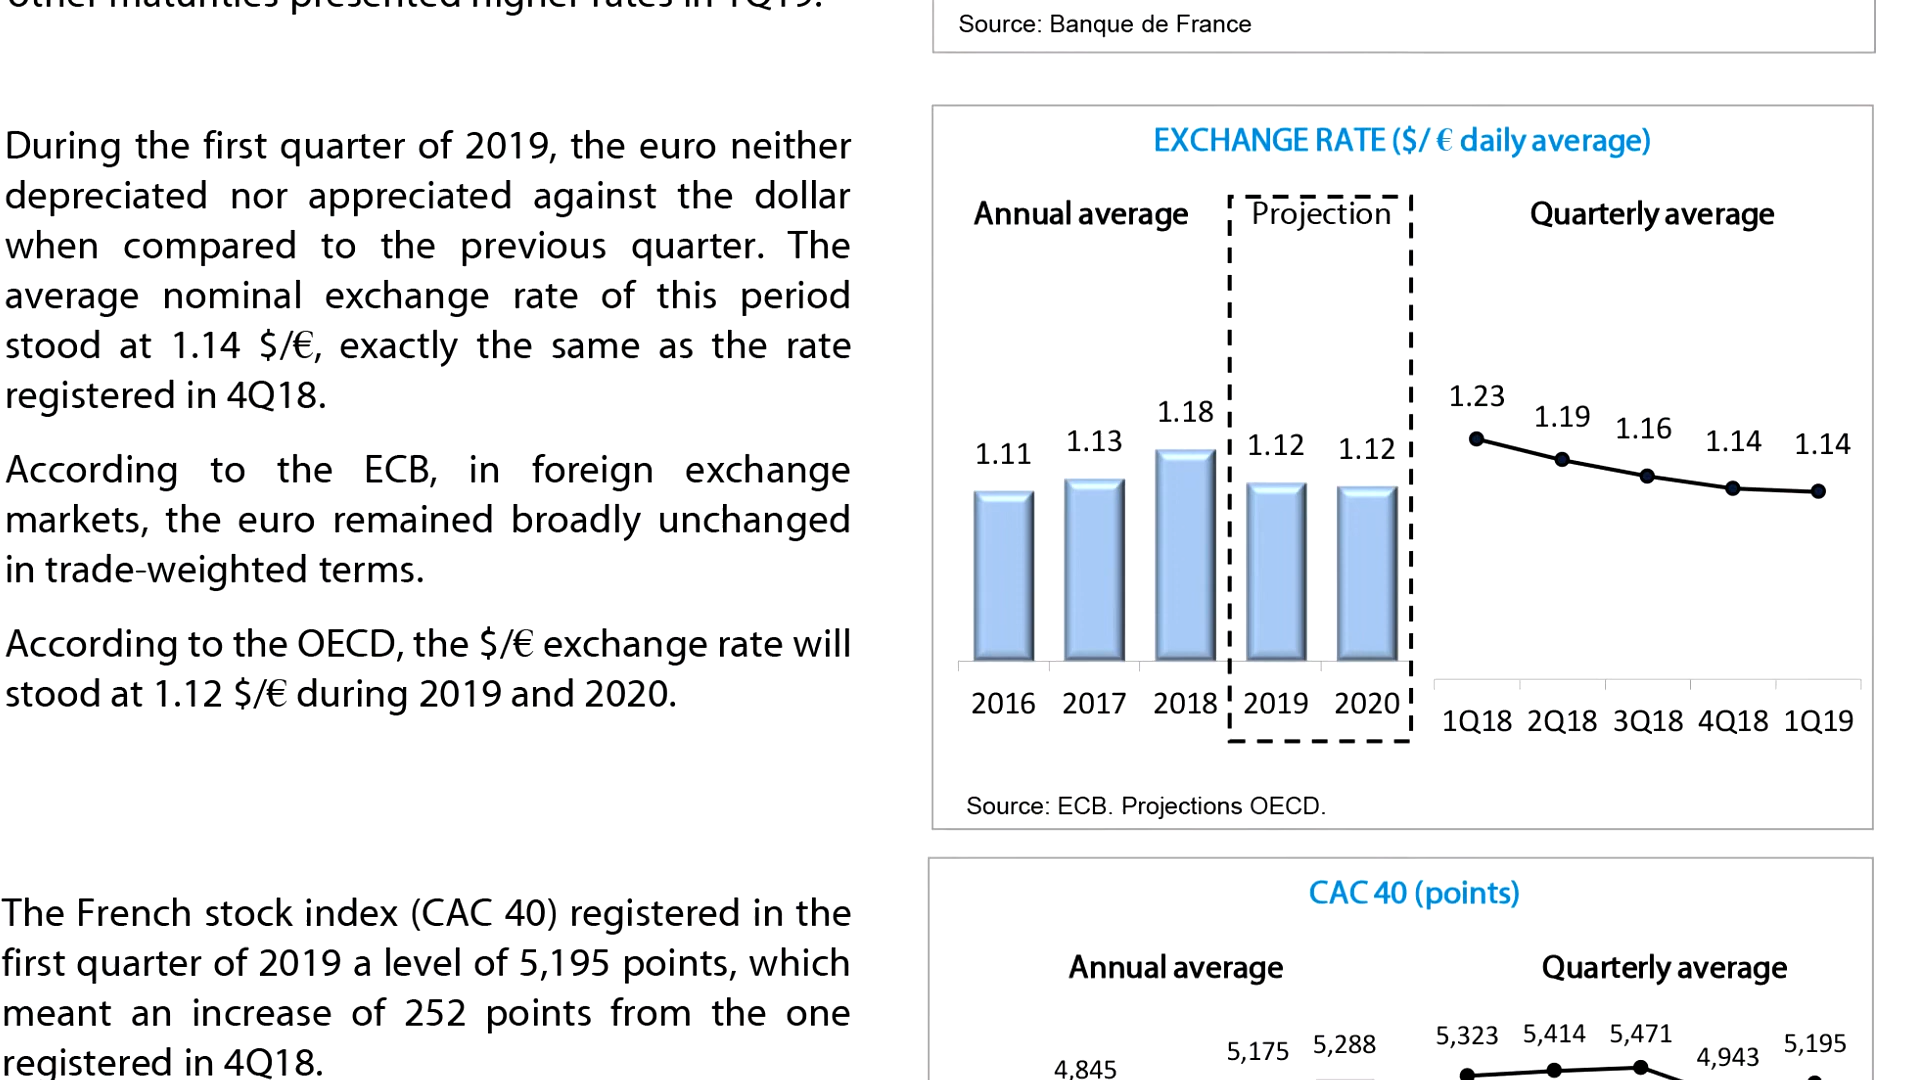 other maturities presented higher rates in 1Q19.
Source: Banque de France
During the first quarter of 2019, the euro neither
depreciated nor appreciated against the dollar
when compared to the previous quarter. The
average nominal exchange rate of this period
stood at 1.14 $/€, exactly the same as the rate
registered in 4Q18.
According to the ECB, in foreign exchange
markets, the euro remained broadly unchanged
in trade-weighted terms.
According to the OECD, the $/€ exchange rate will
stood at 1.12 $/€ during 2019 and 2020.
EXCHANGE RATE ($/ € daily average)
Annual average
Projection
Quarterly average
1.11 1.13 1.18 1.12 1.12
1.23 1.19 1.16 1.14 1.14
2016 2017 2018 2019 2020
1Q18 2Q18 3Q18 4Q18 1Q19
Source: ECB. Projections OECD.
The French stock index (CAC 40) registered in the
first quarter of 2019 a level of 5,195 points, which
meant an increase of 252 points from the one
registered in 4Q18.
CAC 40 (points)
Annual average
Quarterly average
4,845 5,175 5,288
5,323 5,414 5,471 4,943 5,195